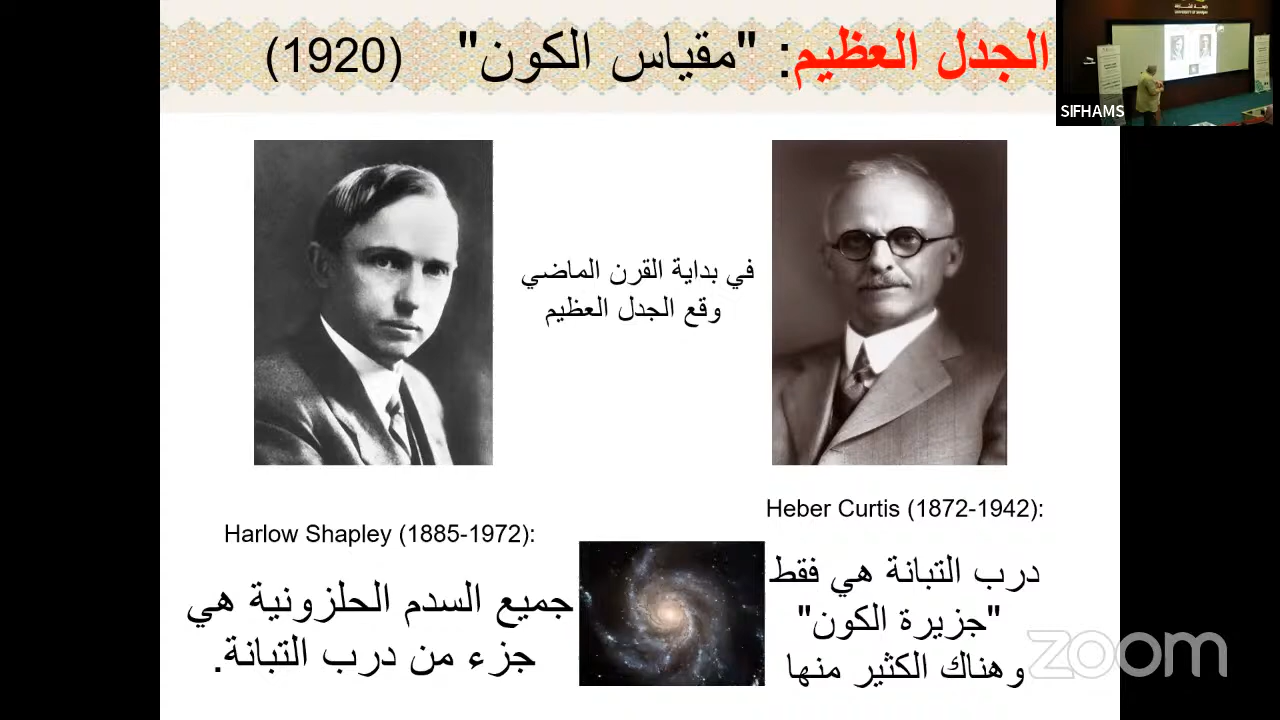 الجدل العظيم: "مقياس الكون" (1920)
SIFHAMS
في بداية القرن الماضي
وقع الجدل العظيم
Heber Curtis (1872-1942):
درب التبانة هي فقط
"جزيرة الكون"
وهناك الكثير منها
Harlow Shapley (1885-1972):
جميع السدم الحلزونية هي
جزء من درب التبانة.
zoom